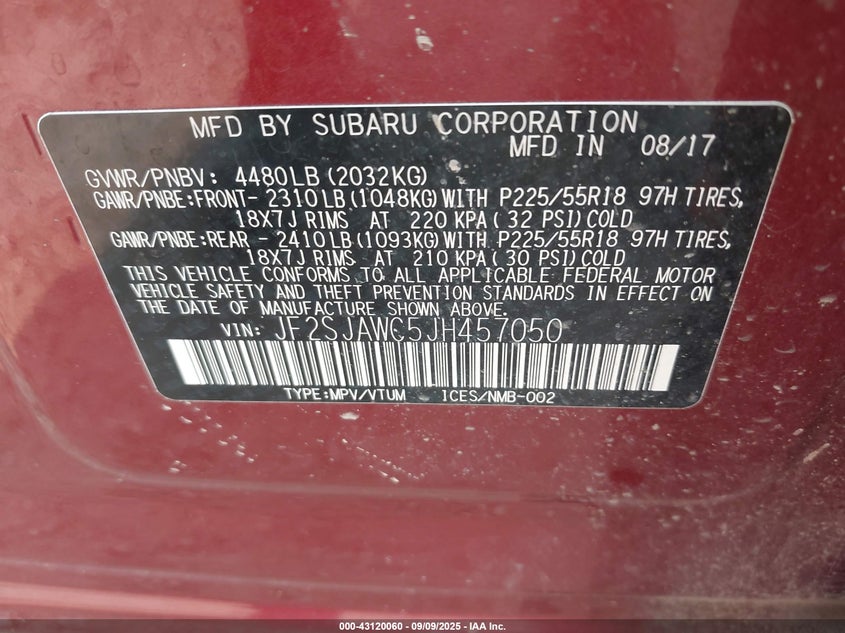 MFD BY SUBARU CORPORATION
MFD IN 08/17
GVWR/PNBV: 4480LB (2032KG)
GAWR/PNBE:FRONT- 2310LB (1048KG) WITH P225/55R18 97H TIRES,
18X7J RIMS AT 220 KPA ( 32 PSI) COLD
GAWR/PNBE:REAR - 2410LB (1093KG) WITH P225/55R18 97H TIRES,
18X7J RIMS AT 210 KPA ( 30 PSI) COLD
THIS VEHICLE CONFORMS TO ALL APPLICABLE FEDERAL MOTOR
VEHICLE SAFETY AND THEFT PREVENTION STANDARDS IN EFFECT ON
THE DATE OF MANUFACTURE SHOWN ABOVE.
VIN: JF2SJAWC5JH457050
TYPE:MPV/VTUM ICES/NMB-002
000-43120060 - 09/09/2025 - IAA Inc.